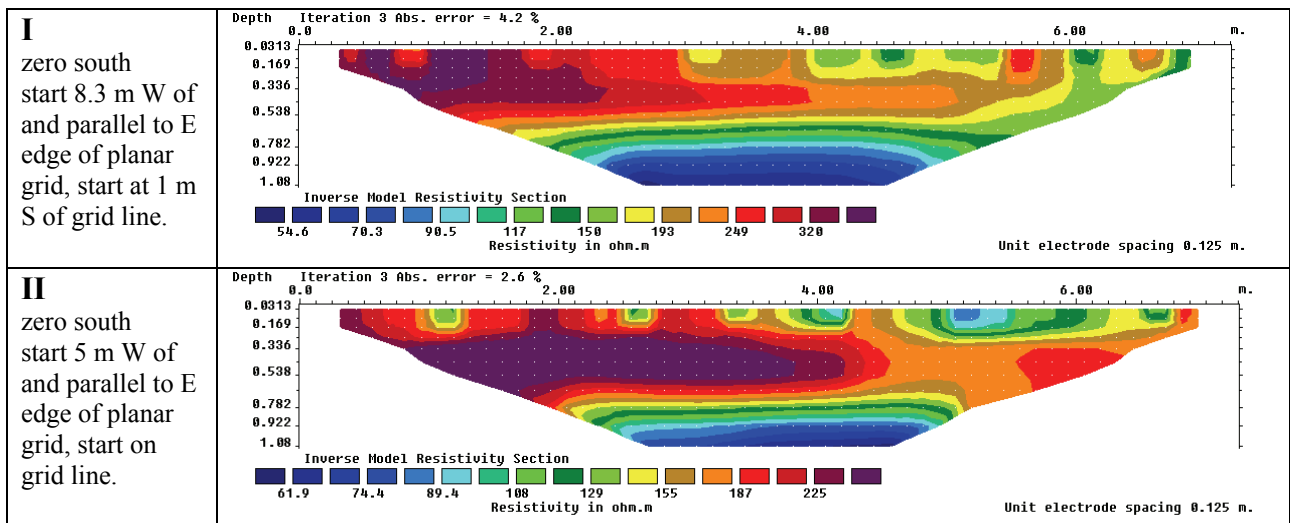 I
zero south
start 8.3 m W of
and parallel to E
edge of planar
grid, start at 1 m
S of grid line.
Depth Iteration 3 Abs. error = 4.2 %
0.0 2.00 4.00 6.00 m.
0.0313
0.169
0.336
0.538
0.782
0.922
1.08
Inverse Model Resistivity Section
54.6 70.3 90.5 117 150 193 249 320
Resistivity in ohm.m Unit electrode spacing 0.125 m.
II
zero south
start 5 m W of
and parallel to E
edge of planar
grid, start on
grid line.
Depth Iteration 3 Abs. error = 2.6 %
0.0 2.00 4.00 6.00 m.
0.0313
0.169
0.336
0.538
0.782
0.922
1.08
Inverse Model Resistivity Section
61.9 74.4 89.4 108 129 155 187 225
Resistivity in ohm.m Unit electrode spacing 0.125 m.